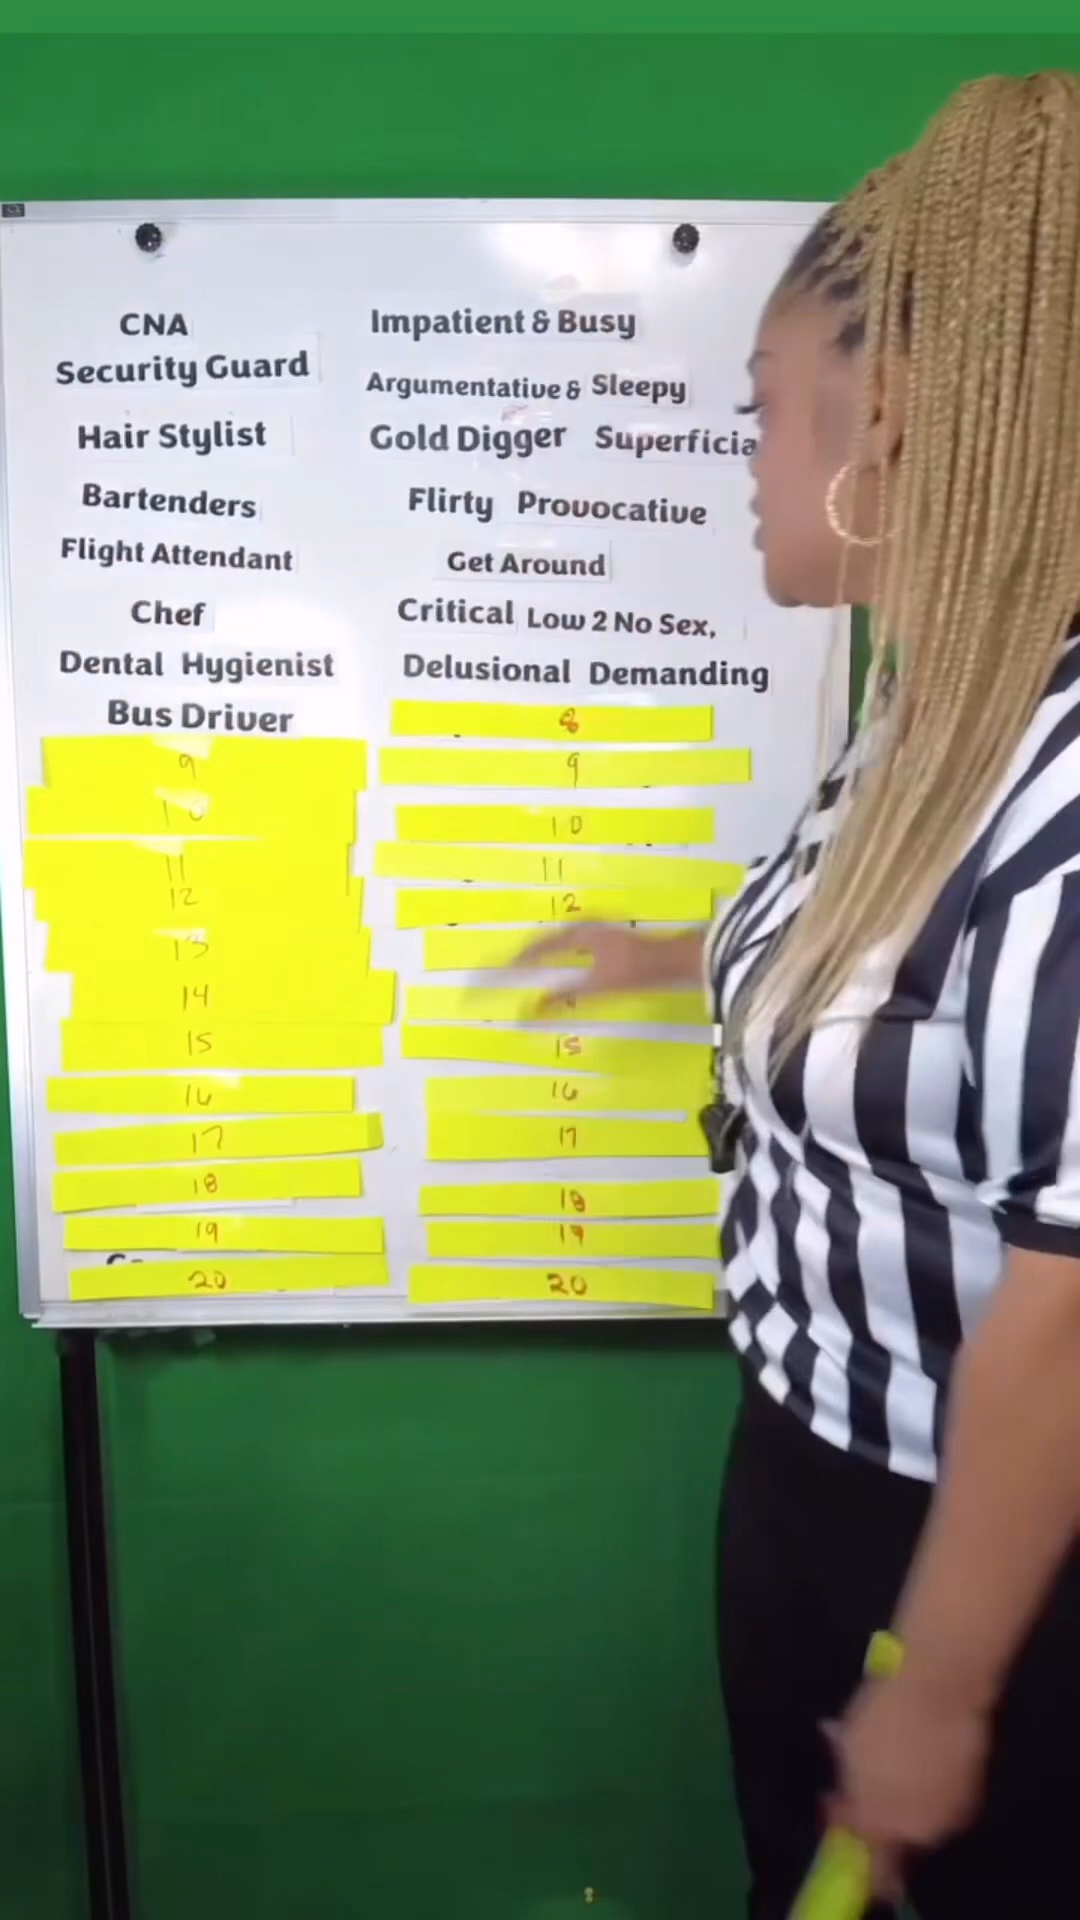 CNA Impatient & Busy
Security Guard Argumentative & Sleepy
Hair Stylist Gold Digger Superficia
Bartenders Flirty Provocative
Flight Attendant Get Around
Chef Critical Low 2 No Sex,
Dental Hygienist Delusional Demanding
Bus Driver 8
9 9
10 10
11 11
12 12
13
14
15 15
16 16
17 17
18 18
19 19
20 20